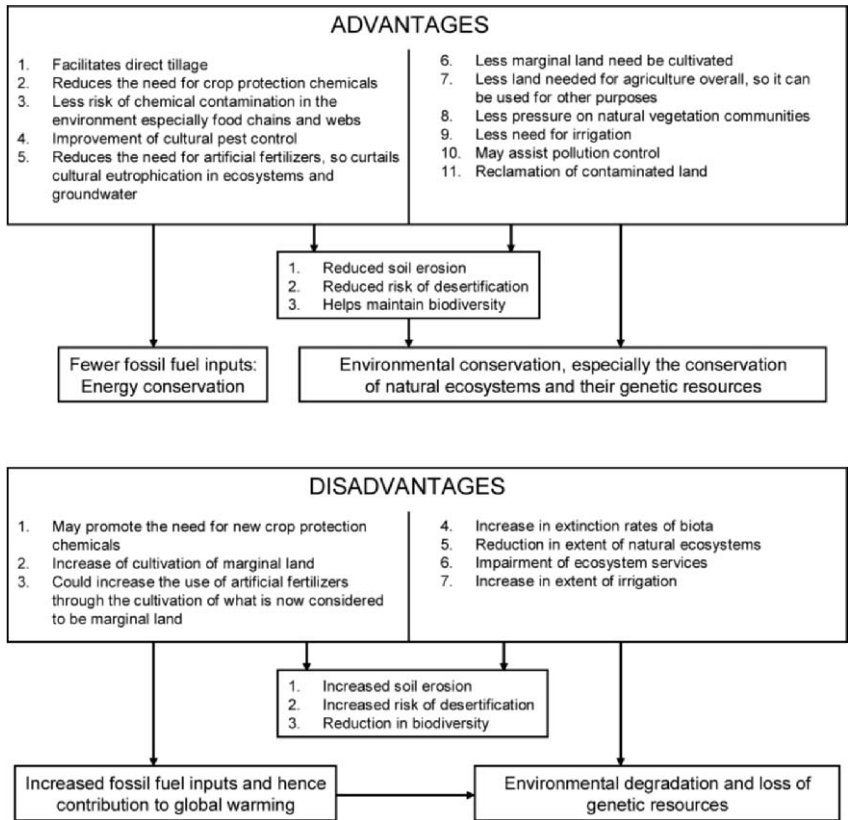 ADVANTAGES
1. Facilitates direct tillage
2. Reduces the need for crop protection chemicals
3. Less risk of chemical contamination in the
environment especially food chains and webs
4. Improvement of cultural pest control
5. Reduces the need for artificial fertilizers, so curtails
cultural eutrophication in ecosystems and
groundwater
6. Less marginal land need be cultivated
7. Less land needed for agriculture overall, so it can
be used for other purposes
8. Less pressure on natural vegetation communities
9. Less need for irrigation
10. May assist pollution control
11. Reclamation of contaminated land
1. Reduced soil erosion
2. Reduced risk of desertification
3. Helps maintain biodiversity
Fewer fossil fuel inputs:
Energy conservation
Environmental conservation, especially the conservation
of natural ecosystems and their genetic resources
DISADVANTAGES
1. May promote the need for new crop protection
chemicals
2. Increase of cultivation of marginal land
3. Could increase the use of artificial fertilizers
through the cultivation of what is now considered
to be marginal land
4. Increase in extinction rates of biota
5. Reduction in extent of natural ecosystems
6. Impairment of ecosystem services
7. Increase in extent of irrigation
1. Increased soil erosion
2. Increased risk of desertification
3. Reduction in biodiversity
Increased fossil fuel inputs and hence
contribution to global warming
Environmental degradation and loss of
genetic resources